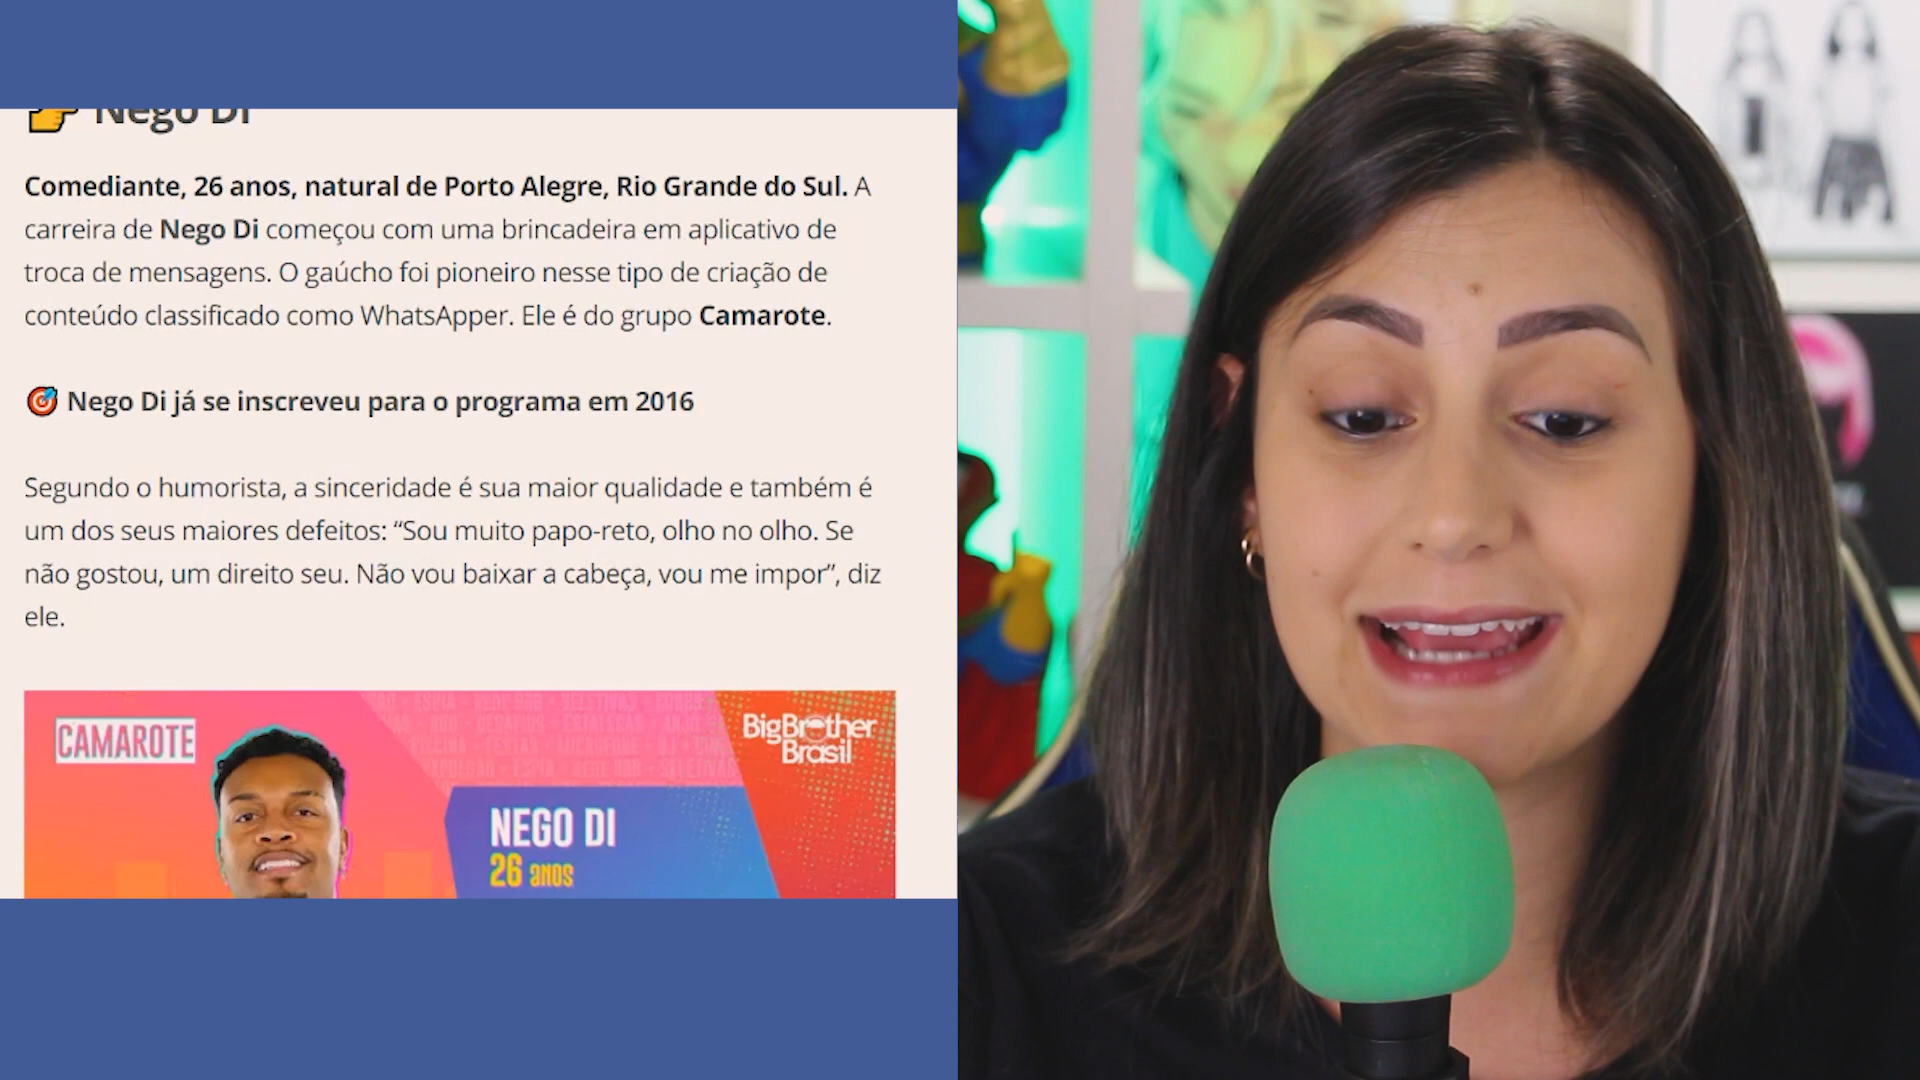 Nego Di
Comediante, 26 anos, natural de Porto Alegre, Rio Grande do Sul. A
carreira de Nego Di começou com uma brincadeira em aplicativo de
troca de mensagens. O gaúcho foi pioneiro nesse tipo de criação de
conteúdo classificado como WhatsApper. Ele é do grupo Camarote.
Nego Di já se inscreveu para o programa em 2016
Segundo o humorista, a sinceridade é sua maior qualidade e também é
um dos seus maiores defeitos: “Sou muito papo-reto, olho no olho. Se
não gostou, um direito seu. Não vou baixar a cabeça, vou me impor”, diz
ele.
CAMAROTE
BigBrother
Brasil
NEGO DI
26 anos